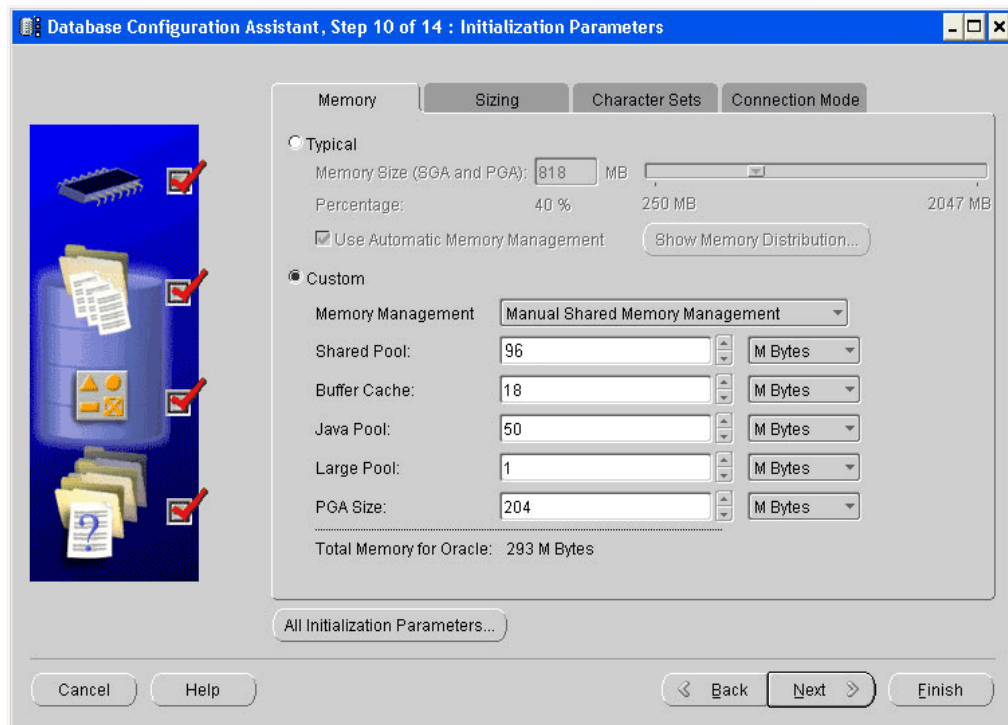 Database Configuration Assistant, Step 10 of 14 : Initialization Parameters
Memory Sizing Character Sets Connection Mode
Typical
Memory Size (SGA and PGA): 818 MB
Percentage: 40 % 250 MB 2047 MB
Use Automatic Memory Management Show Memory Distribution...
Custom
Memory Management Manual Shared Memory Management
Shared Pool: 96 M Bytes
Buffer Cache: 18 M Bytes
Java Pool: 50 M Bytes
Large Pool: 1 M Bytes
PGA Size: 204 M Bytes
Total Memory for Oracle: 293 M Bytes
?
All Initialization Parameters...
Cancel Help Back Next Finish